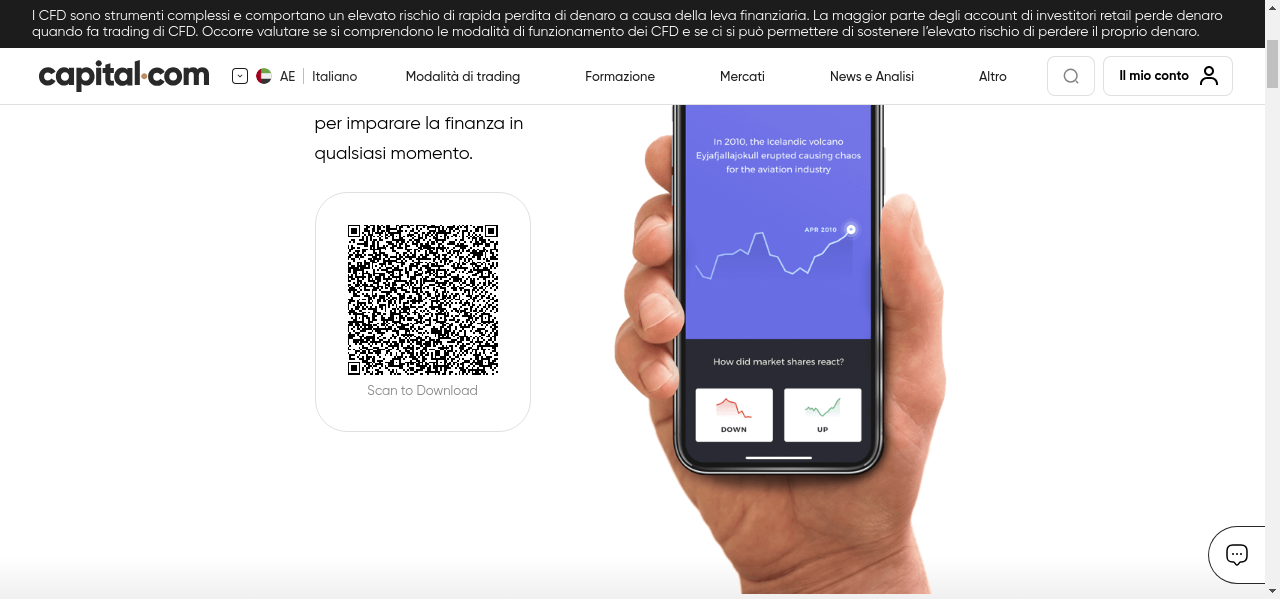 I CFD sono strumenti complessi e comportano un elevato rischio di rapida perdita di denaro a causa della leva finanziaria. La maggior parte degli account di investitori retail perde denaro
quando fa trading di CFD. Occorre valutare se si comprendono le modalità di funzionamento dei CFD e se ci si può permettere di sostenere l’elevato rischio di perdere il proprio denaro.
capital.com
AE
Italiano
Modalità di trading
Formazione
Mercati
News e Analisi
Altro
Il mio conto
per imparare la finanza in
qualsiasi momento.
Scan to Download
In 2010, the Icelandic volcano
Eyjafjallajokull erupted causing chaos
for the aviation industry
APR 2010
How did market shares react?
DOWN
UP